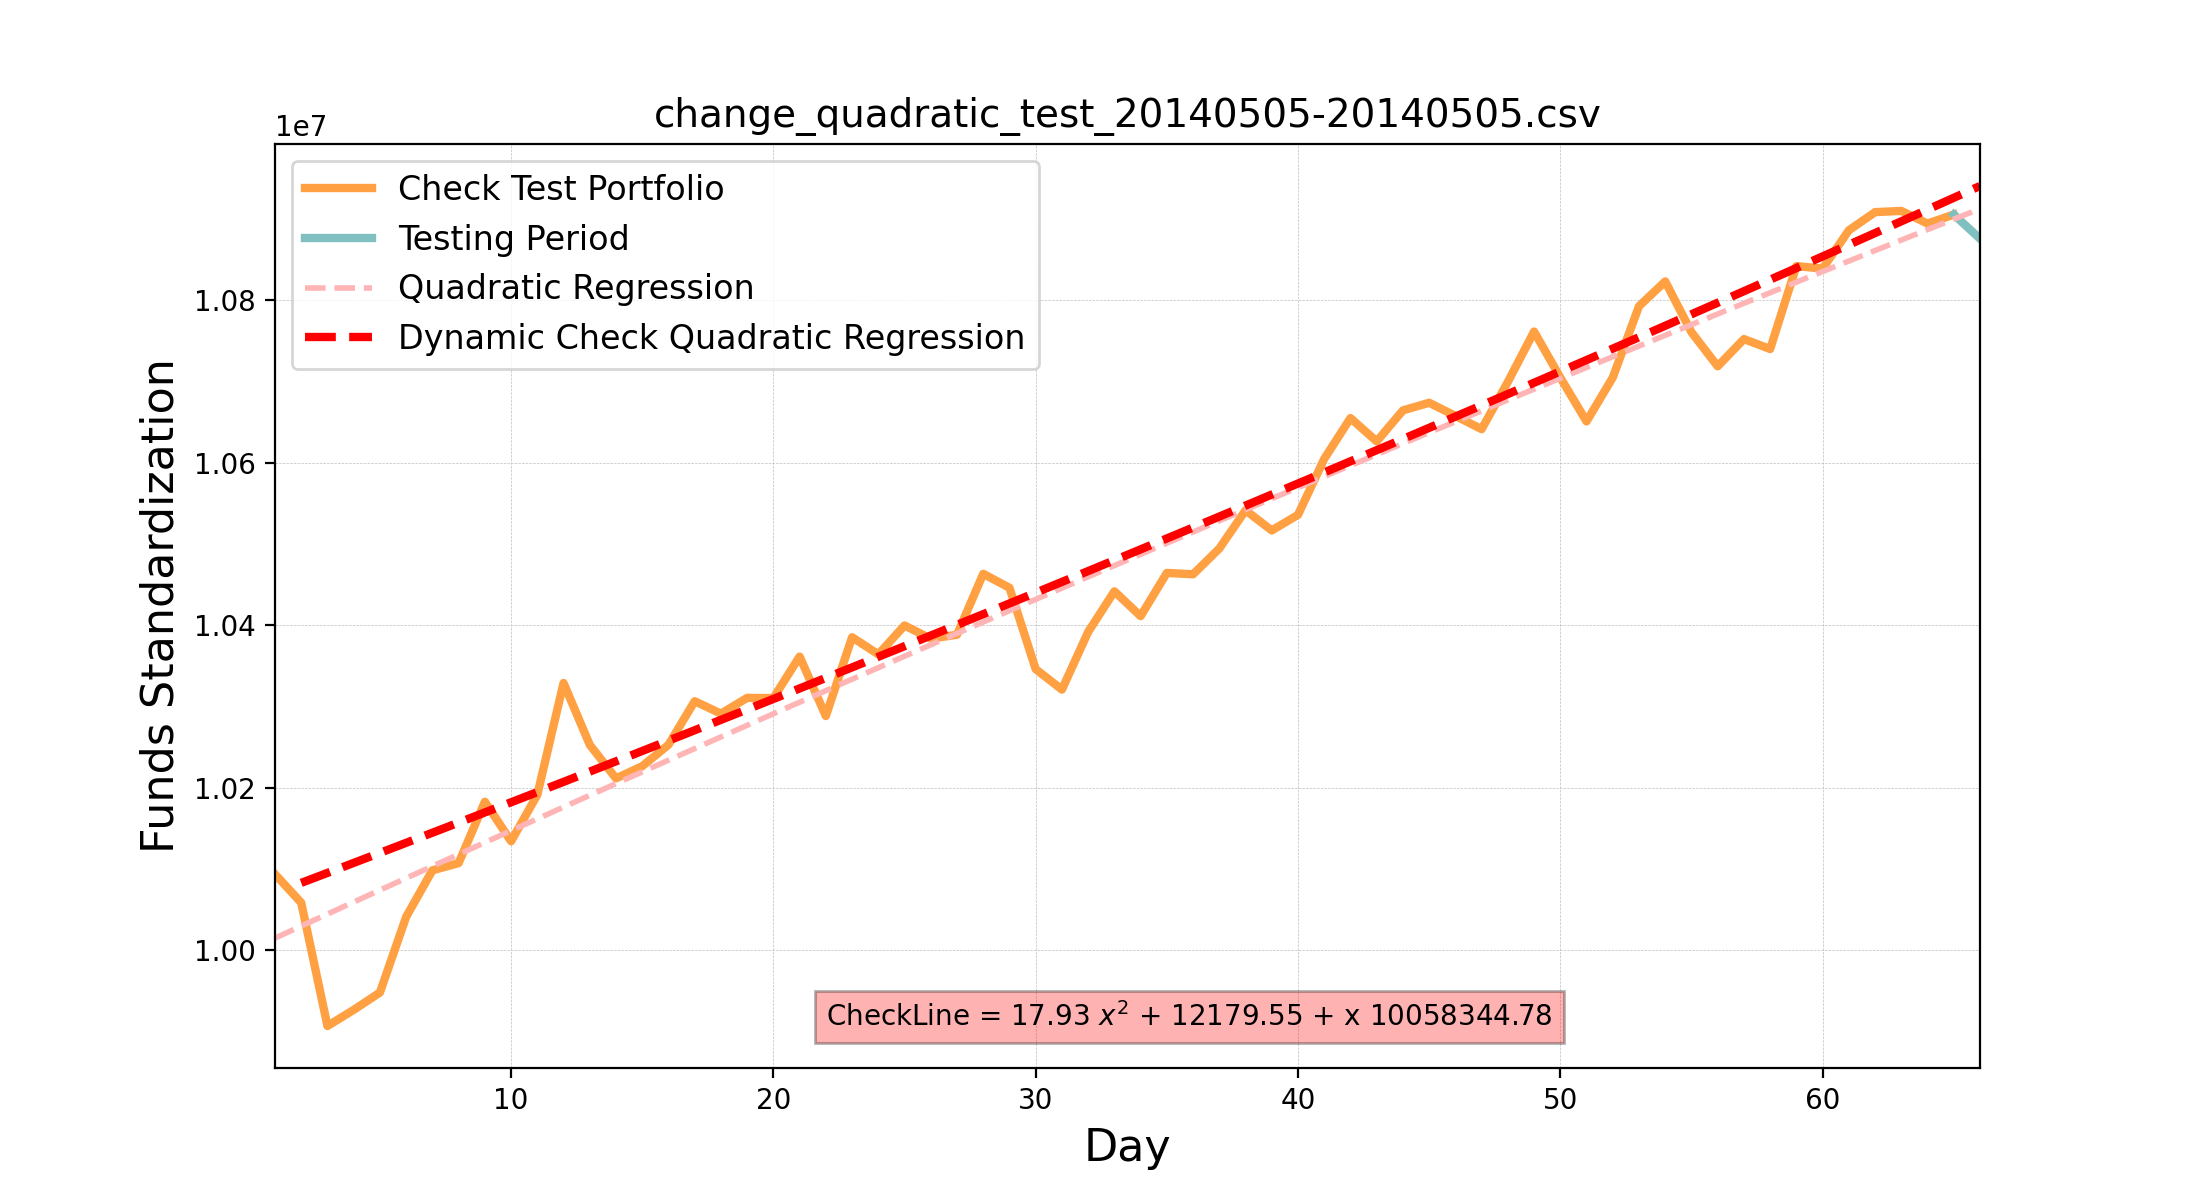 change_quadratic_test_20140505-20140505.csv
1e7
Check Test Portfolio
Testing Period
Quadratic Regression
Dynamic Check Quadratic Regression
Funds Standardization
1.08
1.06
1.04
1.02
1.00
CheckLine = 17.93 x² + 12179.55 + x 10058344.78
10 20 30 40 50 60
Day